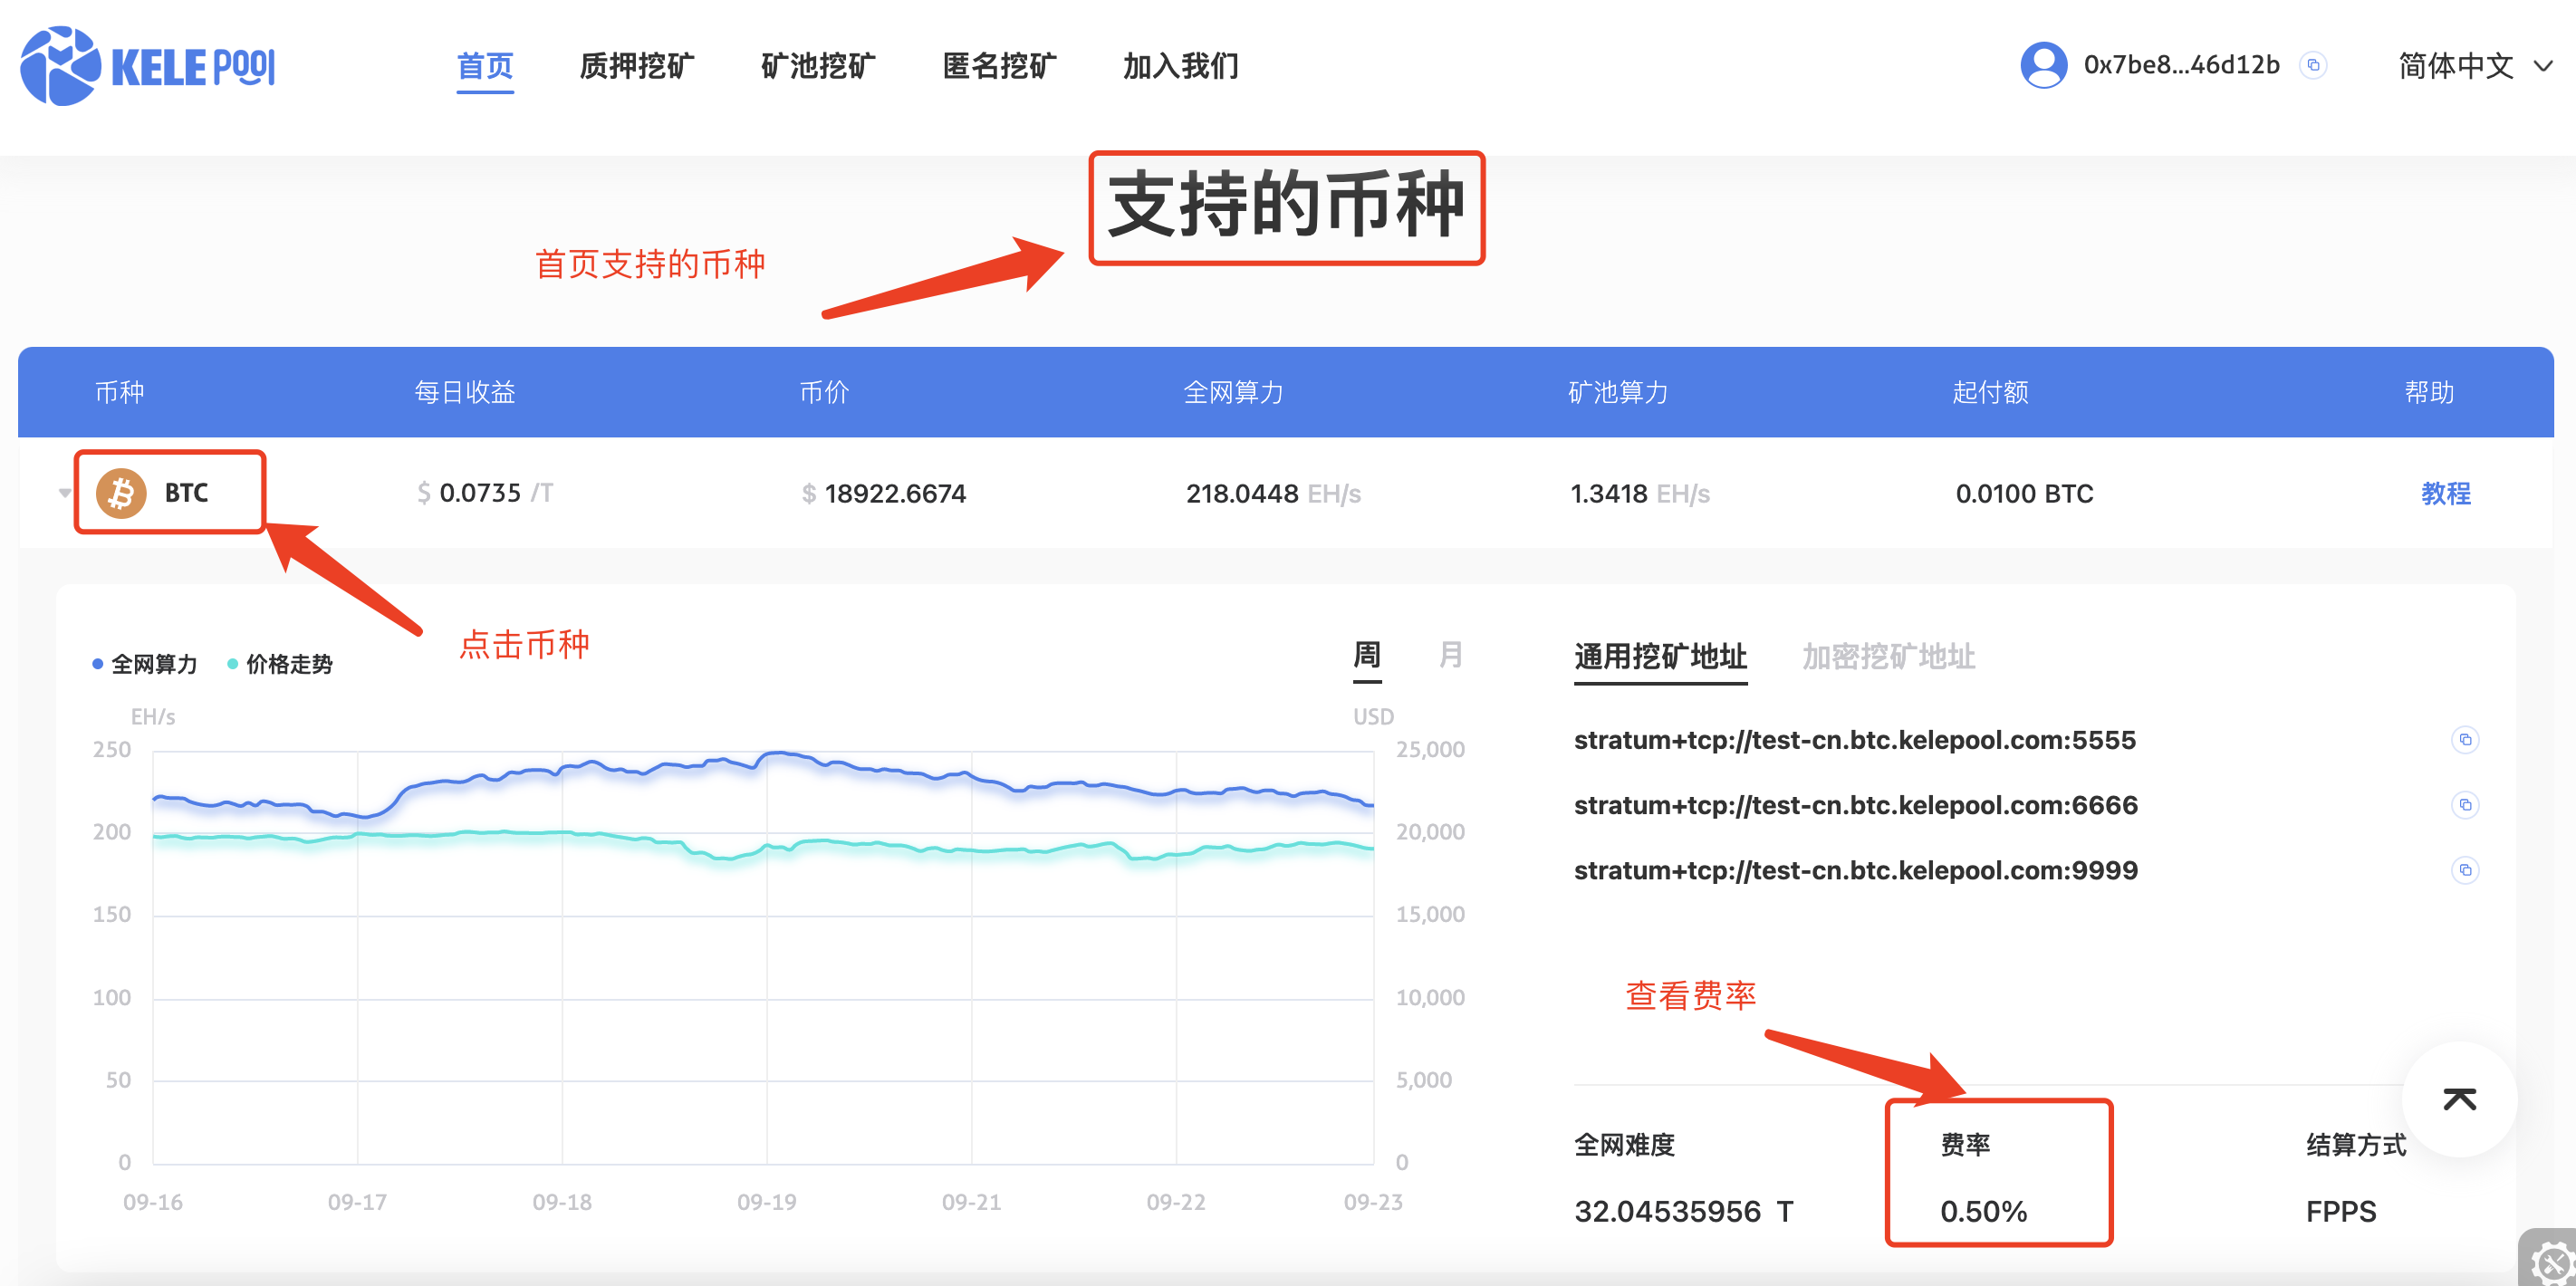 KELE POOL
首页 质押挖矿 矿池挖矿 匿名挖矿 加入我们 0x7be8...46d12b 简体中文
支持的币种
首页支持的币种
币种 每日收益 币价 全网算力 矿池算力 起付额 帮助
BTC $ 0.0735 /T $ 18922.6674 218.0448 EH/s 1.3418 EH/s 0.0100 BTC 教程
点击币种
全网算力 价格走势 周 月
EH/s USD
250 25,000
200 20,000
150 15,000
100 10,000
50 5,000
0 0
09-16 09-17 09-18 09-19 09-21 09-22 09-23
通用挖矿地址 加密挖矿地址
stratum+tcp://test-cn.btc.kelepool.com:5555
stratum+tcp://test-cn.btc.kelepool.com:6666
stratum+tcp://test-cn.btc.kelepool.com:9999
查看费率
全网难度 费率 结算方式
32.04535956 T 0.50% FPPS